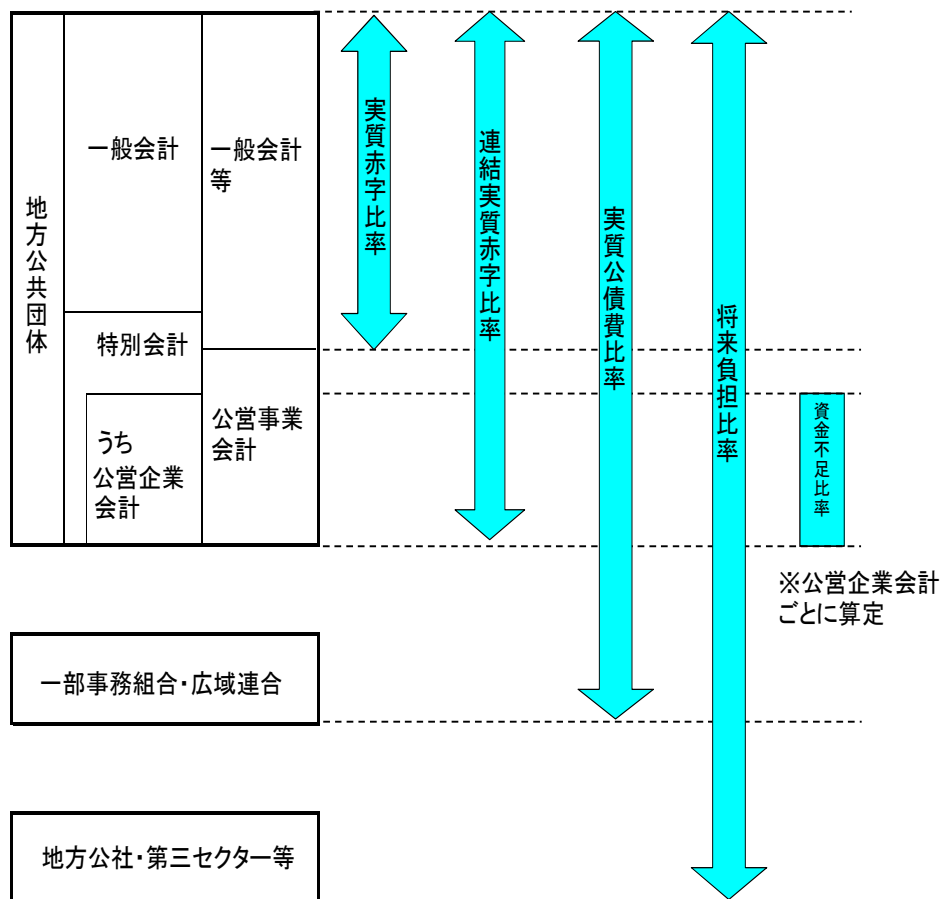 地方公共団体
一般会計
一般会計
等
特別会計
うち
公営企業
会計
公営事業
会計
実質赤字比率
連結実質赤字比率
実質公債費比率
将来負担比率
資金不足比率
※公営企業会計
ごとに算定
一部事務組合・広域連合
地方公社・第三セクター等